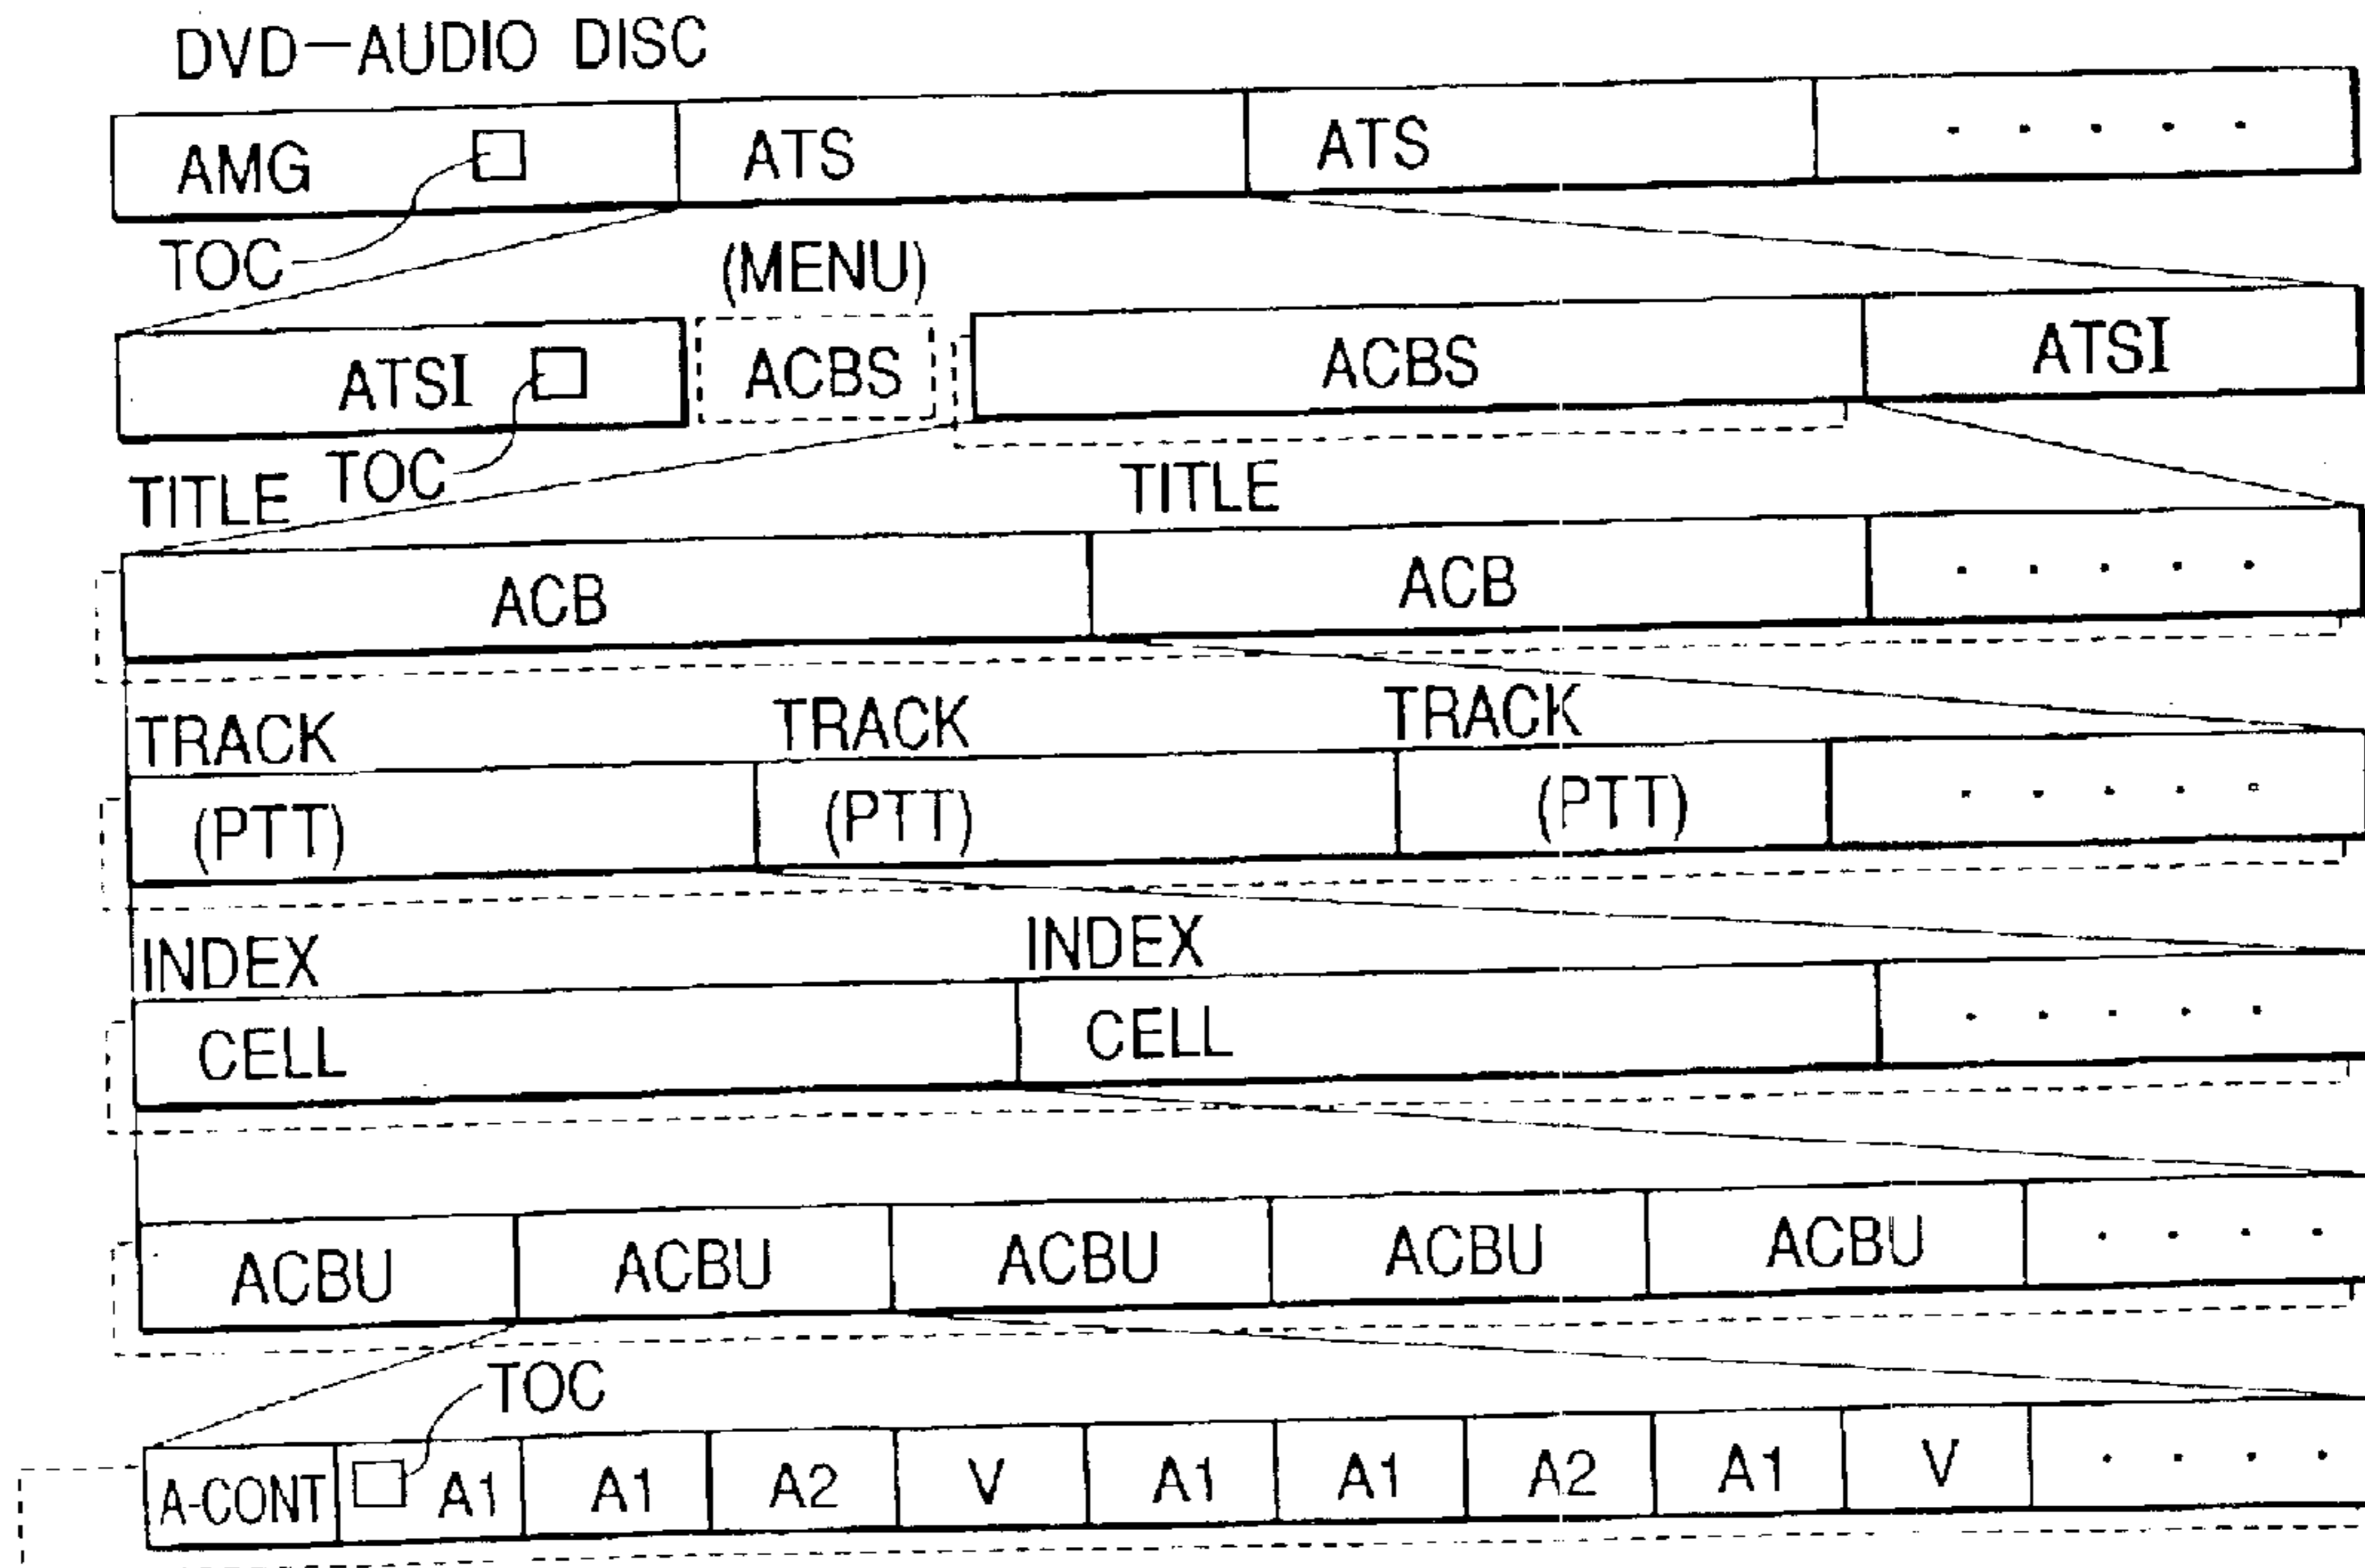 DVD—AUDIO DISC
AMG ATS ATS · · · · ·
TOC
(MENU)
ATSI ACBS ACBS ATSI
TOC
TITLE TITLE
ACB ACB · · · · ·
TRACK TRACK TRACK
(PTT) (PTT) (PTT) · · · · ·
INDEX INDEX
CELL CELL · · · · ·
ACBU ACBU ACBU ACBU ACBU · · · ·
TOC
A-CONT A1 A1 A2 V A1 A1 A2 A1 V · · · ·